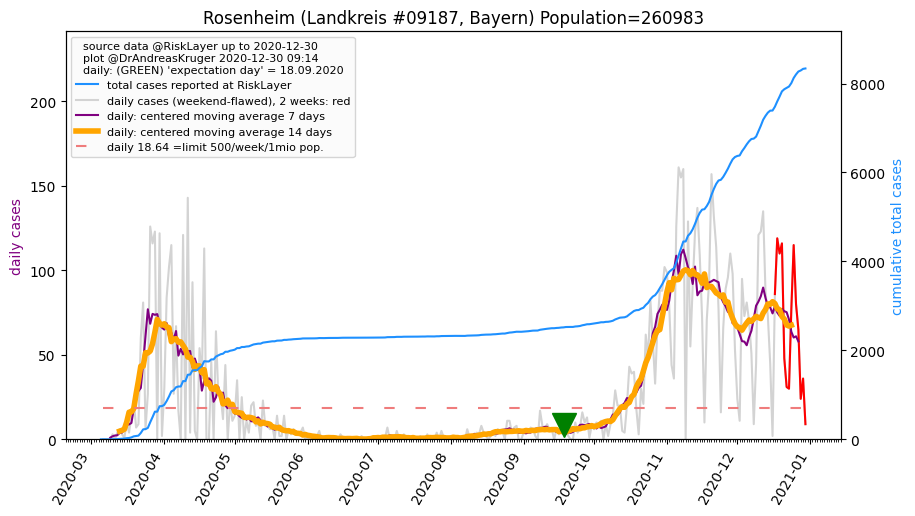 Rosenheim (Landkreis #09187, Bayern) Population=260983
source data @RiskLayer up to 2020-12-30
plot @DrAndreasKruger 2020-12-30 09:14
daily: (GREEN) 'expectation day' = 18.09.2020
total cases reported at RiskLayer
daily cases (weekend-flawed), 2 weeks: red
daily: centered moving average 7 days
daily: centered moving average 14 days
daily 18.64 =limit 500/week/1mio pop.
daily cases
200
150
100
50
0
cumulative total cases
8000
6000
4000
2000
0
2020-03
2020-04
2020-05
2020-06
2020-07
2020-08
2020-09
2020-10
2020-11
2020-12
2021-01